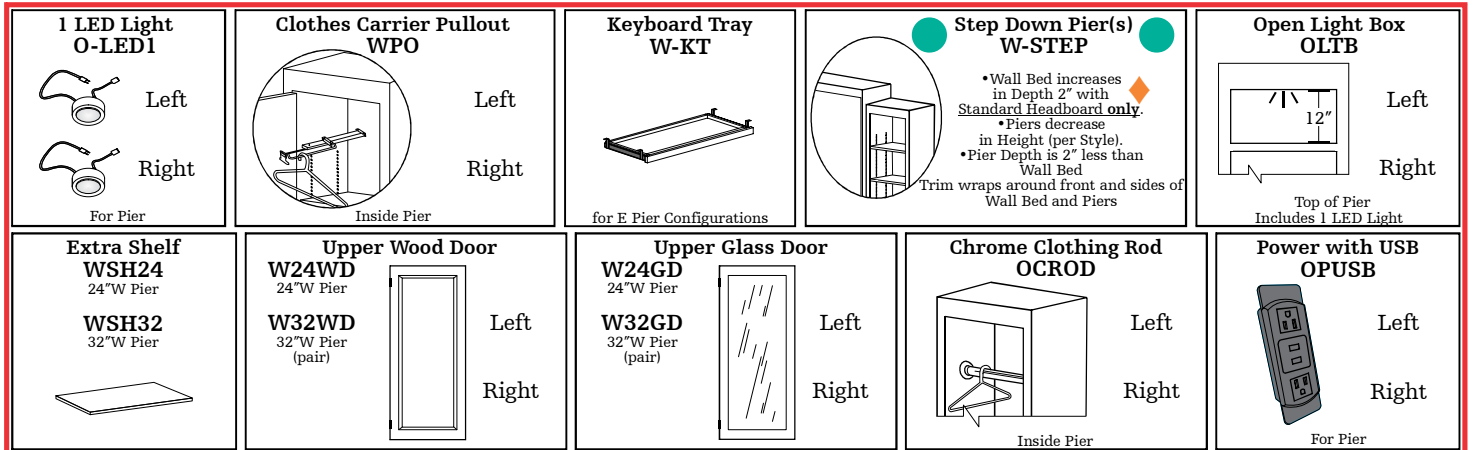 1 LED Light
O-LED1
Left
Right
For Pier
Clothes Carrier Pullout
WPO
Left
Right
Inside Pier
Keyboard Tray
W-KT
for E Pier Configurations
Step Down Pier(s)
W-STEP
•Wall Bed increases
in Depth 2″ with
Standard Headboard only.
•Piers decrease
in Height (per Style).
•Pier Depth is 2″ less than
Wall Bed
Trim wraps around front and sides of
Wall Bed and Piers
Open Light Box
OLTB
12″
Left
Right
Top of Pier
Includes 1 LED Light
Extra Shelf
WSH24
24″W Pier
WSH32
32″W Pier
Upper Wood Door
W24WD
24″W Pier
W32WD
32″W Pier
(pair)
Left
Right
Upper Glass Door
W24GD
24″W Pier
W32GD
32″W Pier
(pair)
Left
Right
Chrome Clothing Rod
OCROD
Left
Right
Inside Pier
Power with USB
OPUSB
Left
Right
For Pier